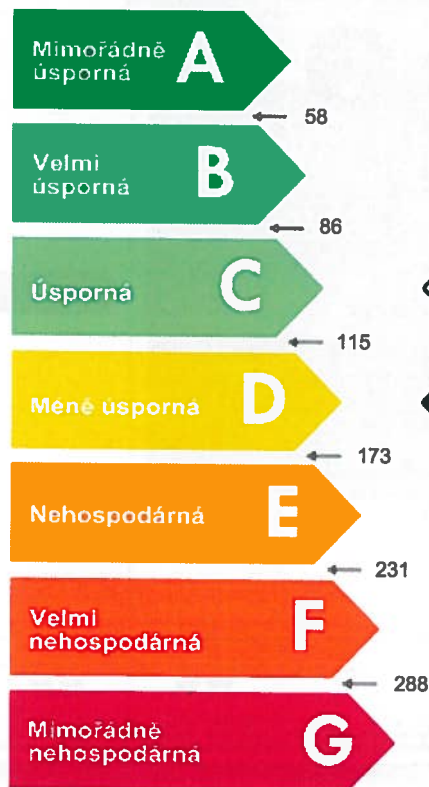 Mimořádně
úsporná
A
58
Velmi
úsporná
B
86
Úsporná
C
115
Méně úsporná
D
173
Nehospodárná
E
231
Velmi
nehospodárná
F
288
Mimořádně
nehospodárná
G